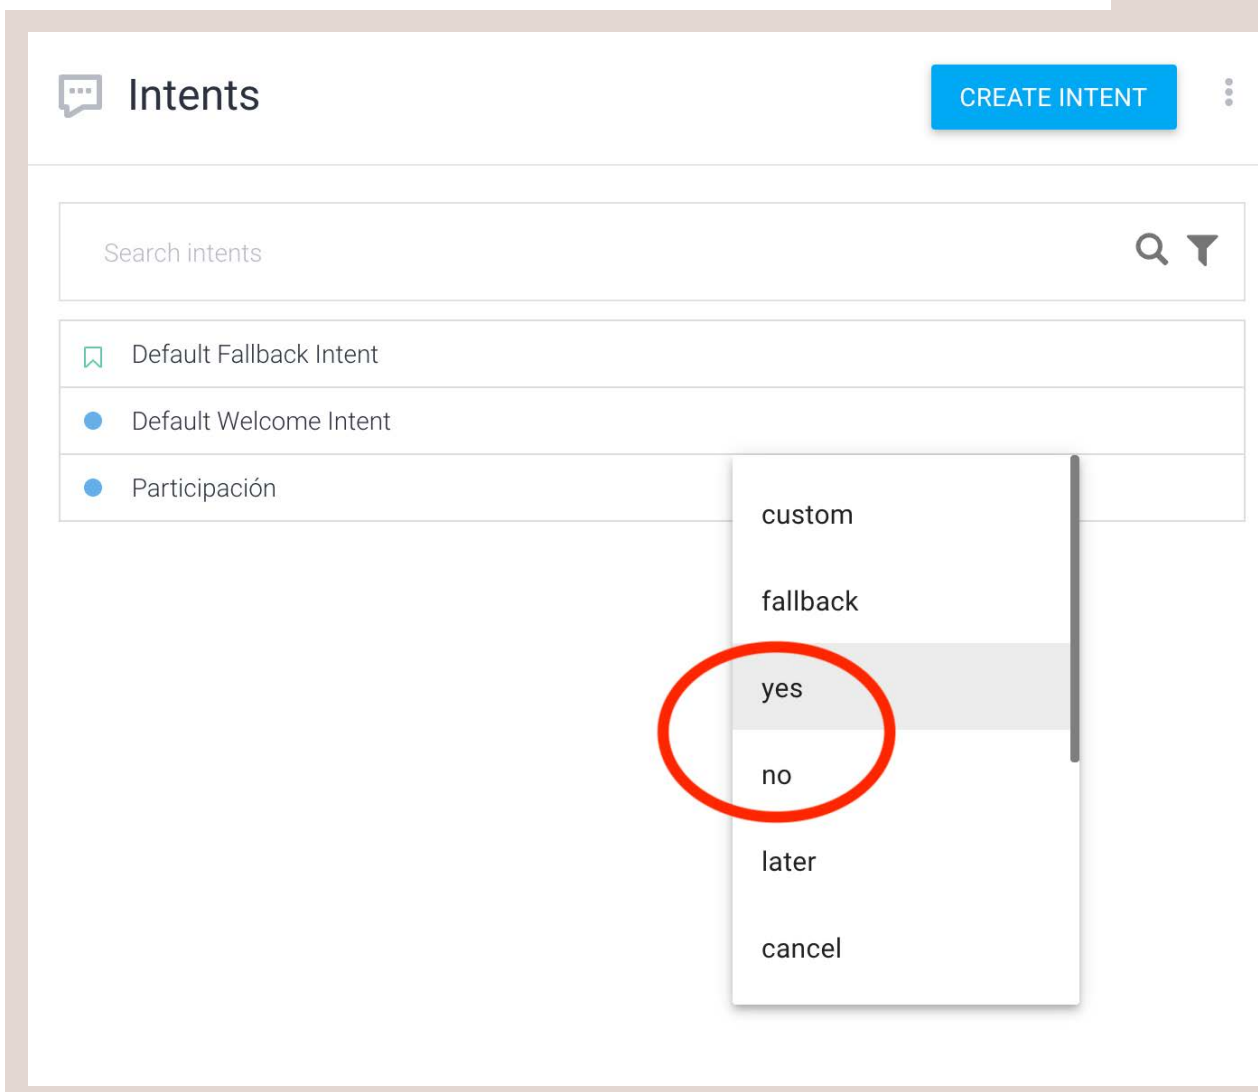 Intents
CREATE INTENT
Search intents
Default Fallback Intent
Default Welcome Intent
Participación
custom
fallback
yes
no
later
cancel